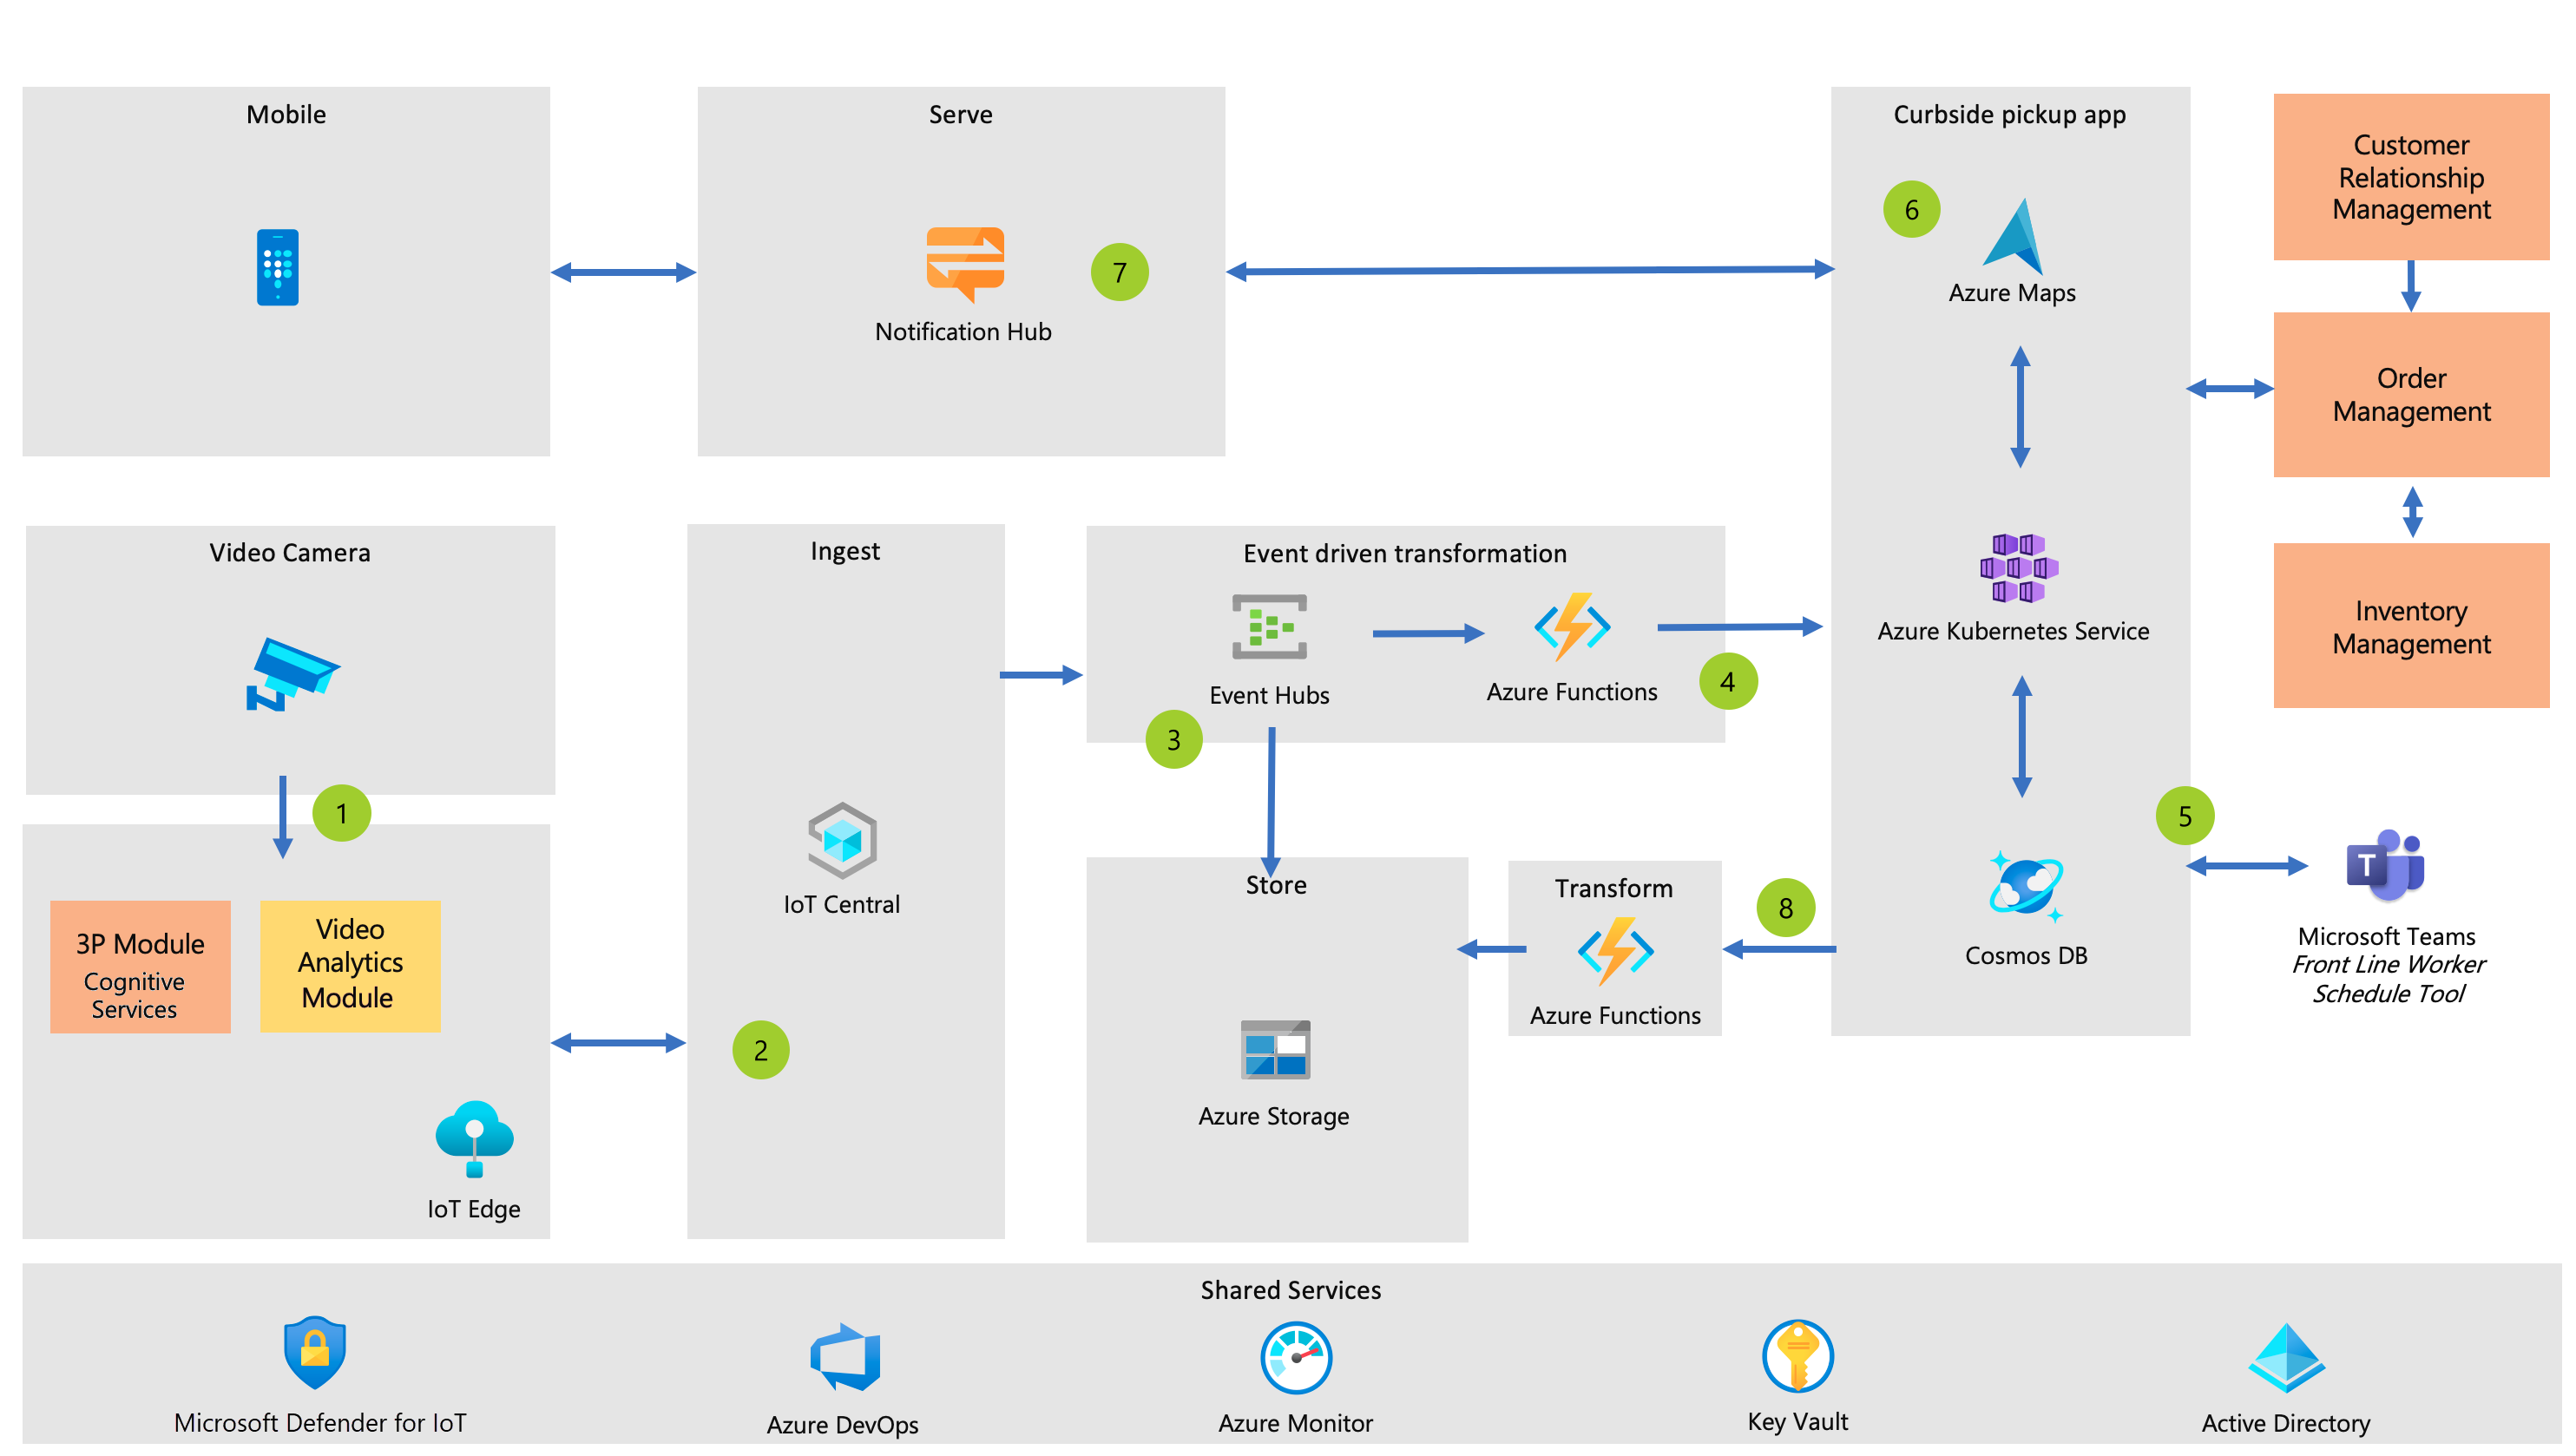 Mobile
Serve
Notification Hub
7
Curbside pickup app
6
Azure Maps
Azure Kubernetes Service
Cosmos DB
Customer
Relationship
Management
Order
Management
Inventory
Management
Video Camera
1
3P Module
Cognitive
Services
Video
Analytics
Module
IoT Edge
Ingest
IoT Central
2
Event driven transformation
Event Hubs
Azure Functions
3
4
Store
Azure Storage
Transform
Azure Functions
8
5
Microsoft Teams
Front Line Worker
Schedule Tool
Shared Services
Microsoft Defender for IoT
Azure DevOps
Azure Monitor
Key Vault
Active Directory